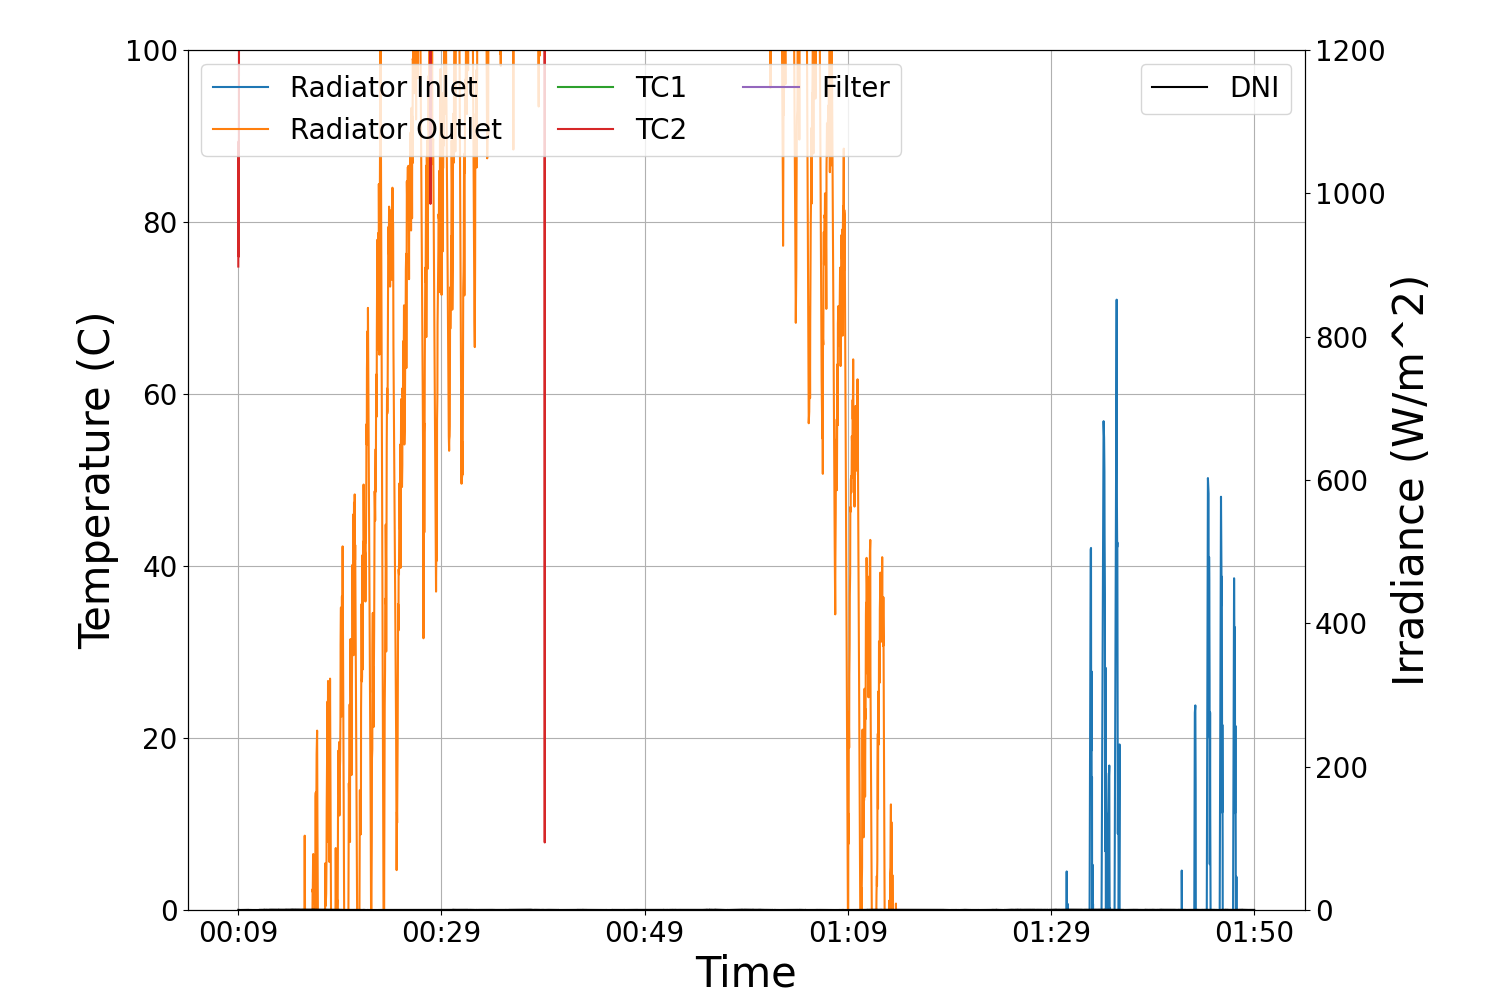 100
80
60
40
20
0
Temperature (C)
Radiator Inlet
Radiator Outlet
TC1
TC2
Filter
DNI
1200
1000
800
600
400
200
0
Irradiance (W/m^2)
00:09
00:29
00:49
01:09
01:29
01:50
Time